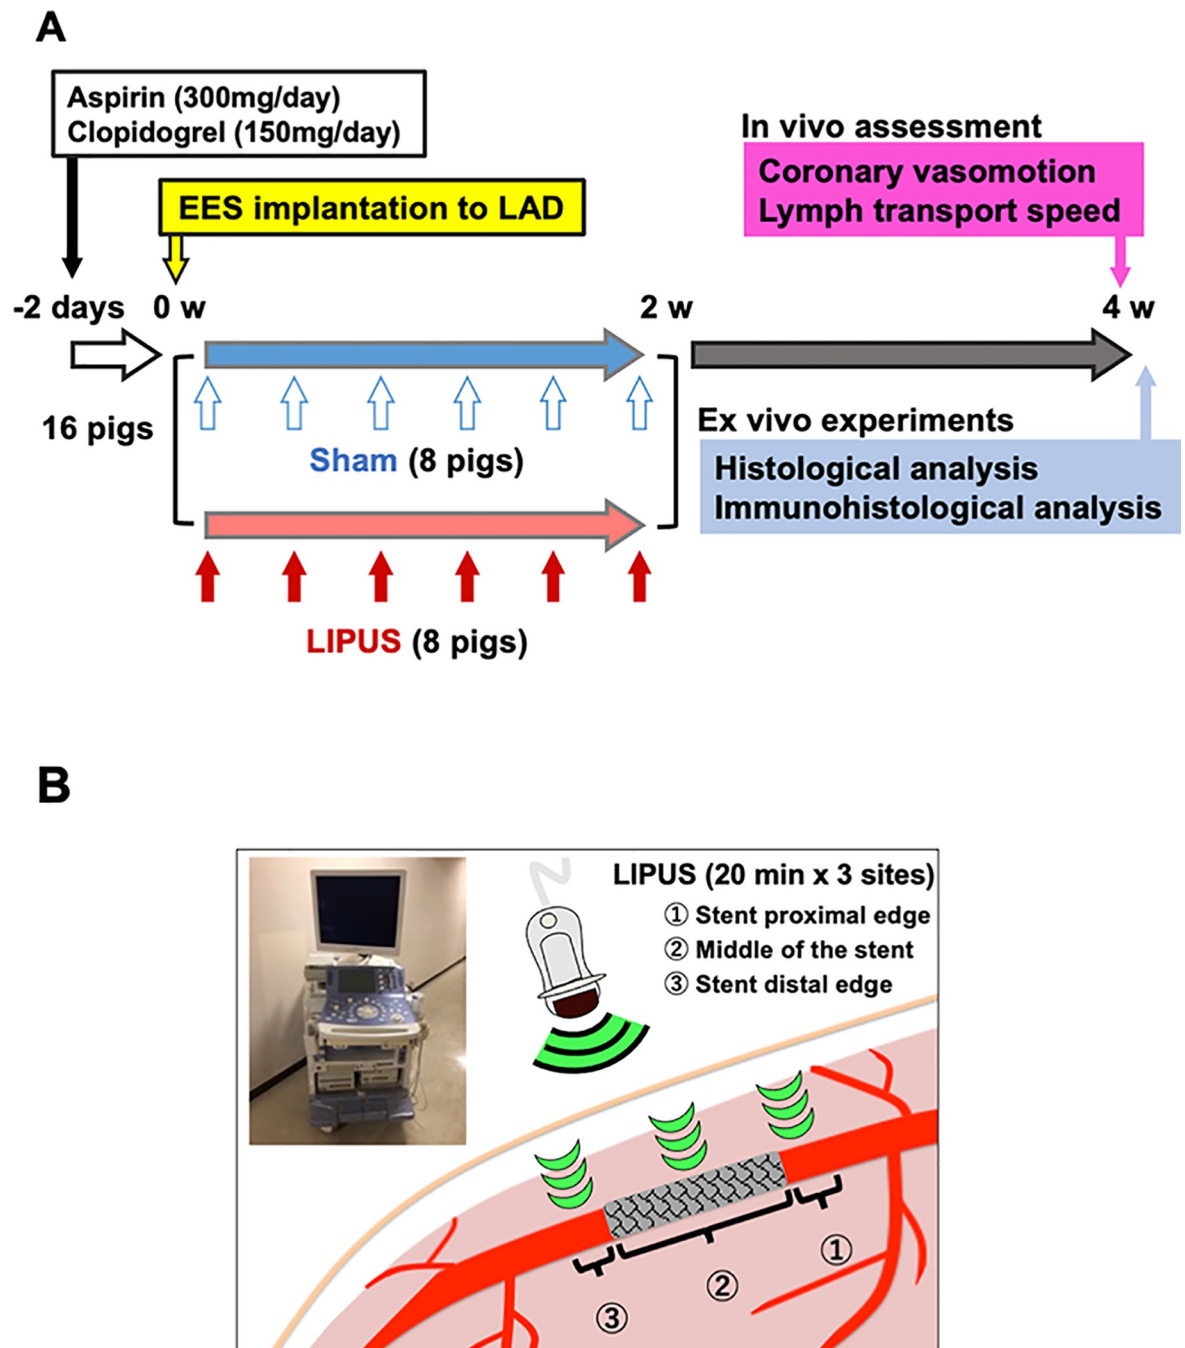 A
Aspirin (300mg/day)
Clopidogrel (150mg/day)
EES implantation to LAD
In vivo assessment
Coronary vasomotion
Lymph transport speed
-2 days 0 w 2 w 4 w
16 pigs
Sham (8 pigs)
Ex vivo experiments
Histological analysis
Immunohistological analysis
LIPUS (8 pigs)
B
LIPUS (20 min x 3 sites)
① Stent proximal edge
② Middle of the stent
③ Stent distal edge
①
②
③